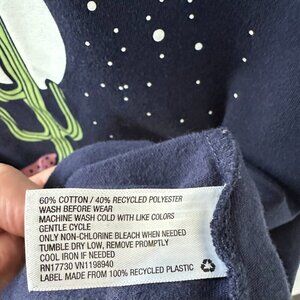 60% COTTON / 40% RECYCLED POLYESTER
WASH BEFORE WEAR
MACHINE WASH COLD WITH LIKE COLORS
GENTLE CYCLE
ONLY NON-CHLORINE BLEACH WHEN NEEDED
TUMBLE DRY LOW, REMOVE PROMPTLY
COOL IRON IF NEEDED
RN17730 VN1198940
LABEL MADE FROM 100% RECYCLED PLASTIC